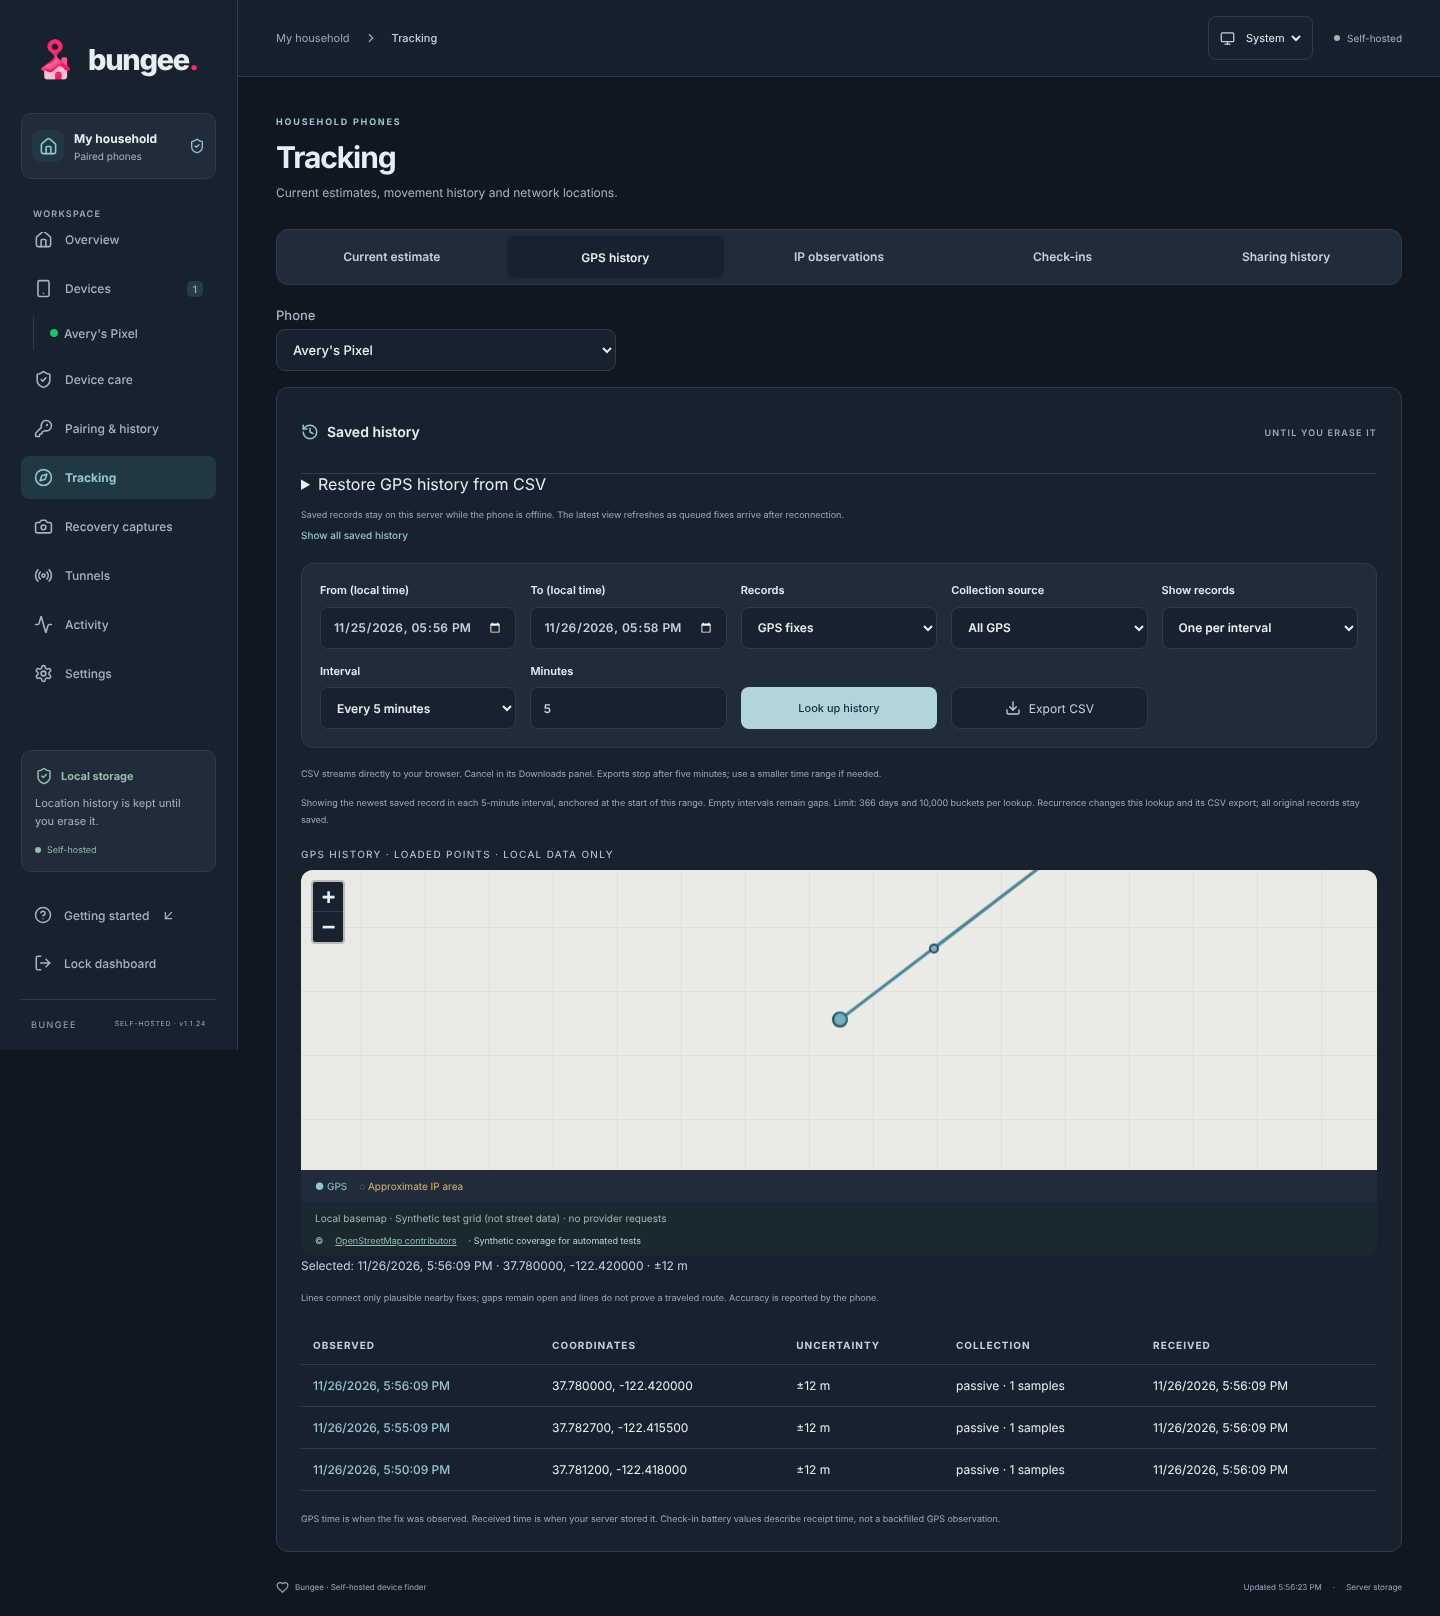 bungee.
My household
Paired phones
WORKSPACE
Overview
Devices 1
Avery's Pixel
Device care
Pairing & history
Tracking
Recovery captures
Tunnels
Activity
Settings
Local storage
Location history is kept until
you erase it.
Self-hosted
Getting started
Lock dashboard
BUNGEE SELF-HOSTED · v1.1.24
My household Tracking
System
Self-hosted
HOUSEHOLD PHONES
Tracking
Current estimates, movement history and network locations.
Current estimate GPS history IP observations Check-ins Sharing history
Phone
Avery's Pixel
Saved history UNTIL YOU ERASE IT
Restore GPS history from CSV
Saved records stay on this server while the phone is offline. The latest view refreshes as queued fixes arrive after reconnection.
Show all saved history
From (local time) To (local time) Records Collection source Show records
11/25/2026, 05:56 PM 11/26/2026, 05:58 PM GPS fixes All GPS One per interval
Interval Minutes
Every 5 minutes 5 Look up history Export CSV
CSV streams directly to your browser. Cancel in its Downloads panel. Exports stop after five minutes; use a smaller time range if needed.
Showing the newest saved record in each 5-minute interval, anchored at the start of this range. Empty intervals remain gaps. Limit: 366 days and 10,000 buckets per lookup. Recurrence changes this lookup and its CSV export; all original records stay
saved.
GPS HISTORY · LOADED POINTS · LOCAL DATA ONLY
+
−
GPS Approximate IP area
Local basemap · Synthetic test grid (not street data) · no provider requests
© OpenStreetMap contributors · Synthetic coverage for automated tests
Selected: 11/26/2026, 5:56:09 PM · 37.780000, -122.420000 · ±12 m
Lines connect only plausible nearby fixes; gaps remain open and lines do not prove a traveled route. Accuracy is reported by the phone.
OBSERVED COORDINATES UNCERTAINTY COLLECTION RECEIVED
11/26/2026, 5:56:09 PM 37.780000, -122.420000 ±12 m passive · 1 samples 11/26/2026, 5:56:09 PM
11/26/2026, 5:55:09 PM 37.782700, -122.415500 ±12 m passive · 1 samples 11/26/2026, 5:56:09 PM
11/26/2026, 5:50:09 PM 37.781200, -122.418000 ±12 m passive · 1 samples 11/26/2026, 5:56:09 PM
GPS time is when the fix was observed. Received time is when your server stored it. Check-in battery values describe receipt time, not a backfilled GPS observation.
Bungee · Self-hosted device finder Updated 5:56:23 PM · Server storage